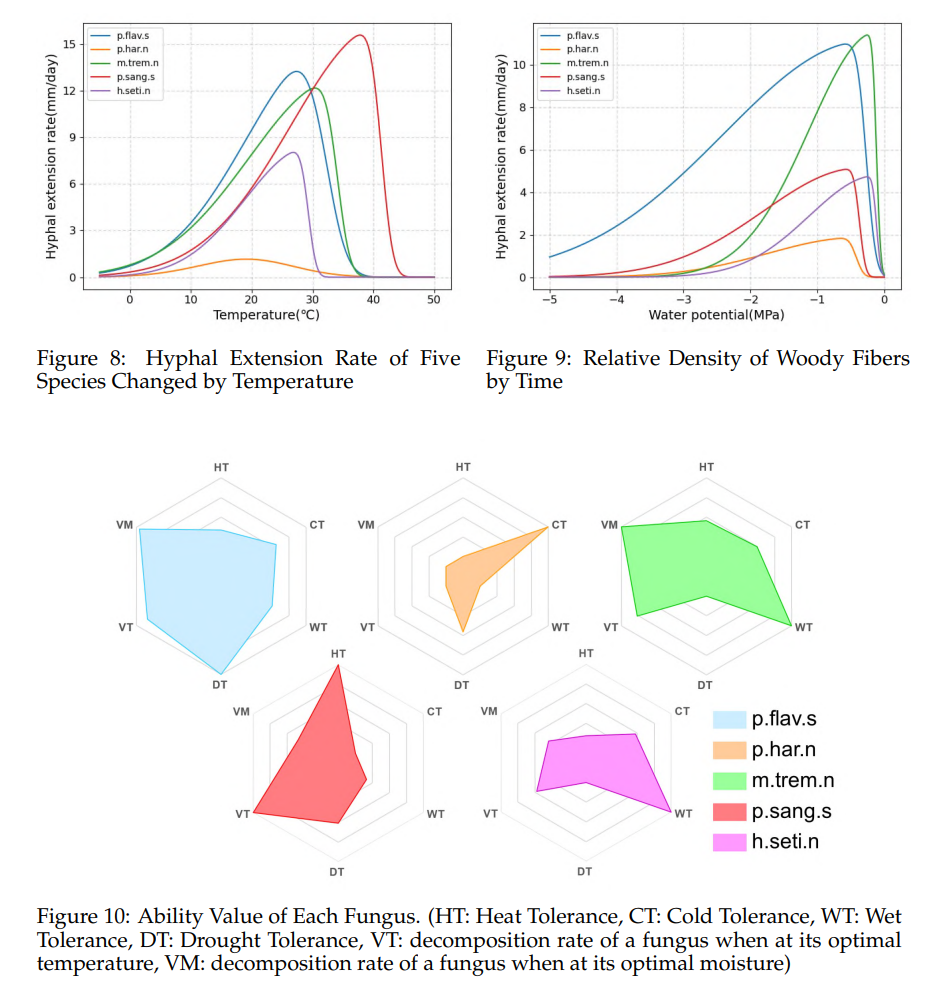 p.flav.s
p.har.n
m.trem.n
p.sang.s
h.seti.n
15
12
9
6
3
0
Hyphal extension rate(mm/day)
0 10 20 30 40 50
Temperature(℃)
p.flav.s
p.har.n
m.trem.n
p.sang.s
h.seti.n
10
8
6
4
2
0
Hyphal extension rate(mm/day)
−5 −4 −3 −2 −1 0
Water potential(MPa)
Figure 8: Hyphal Extension Rate of Five
Species Changed by Temperature
Figure 9: Relative Density of Woody Fibers
by Time
HT
VM CT
VT WT
DT
HT
VM CT
VT WT
DT
HT
VM CT
VT WT
DT
HT
VM CT
VT WT
DT
HT
VM CT
VT WT
DT
p.flav.s
p.har.n
m.trem.n
p.sang.s
h.seti.n
Figure 10: Ability Value of Each Fungus. (HT: Heat Tolerance, CT: Cold Tolerance, WT: Wet
Tolerance, DT: Drought Tolerance, VT: decomposition rate of a fungus when at its optimal
temperature, VM: decomposition rate of a fungus when at its optimal moisture)